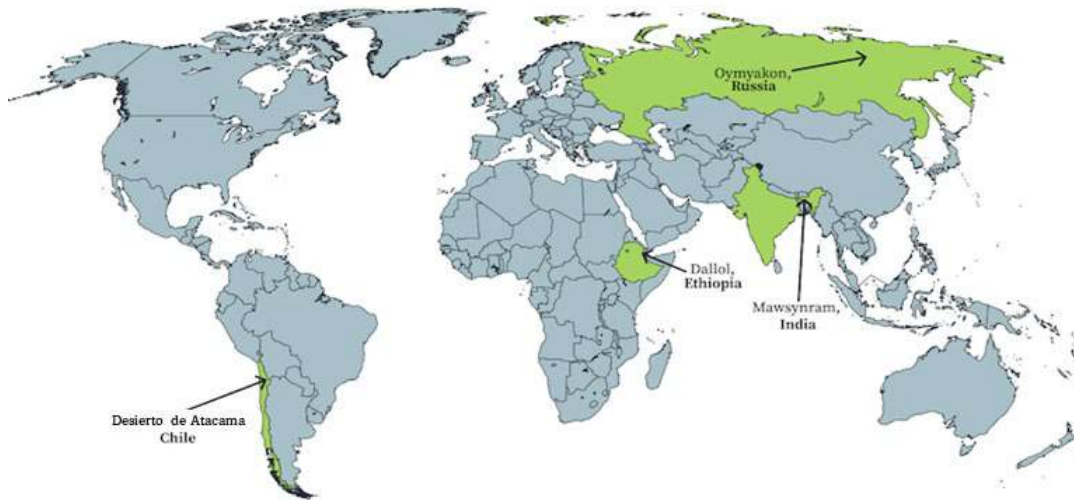 Oymyakon,
Russia
Dallol,
Ethiopia
Mawsynram,
India
Desierto de Atacama
Chile